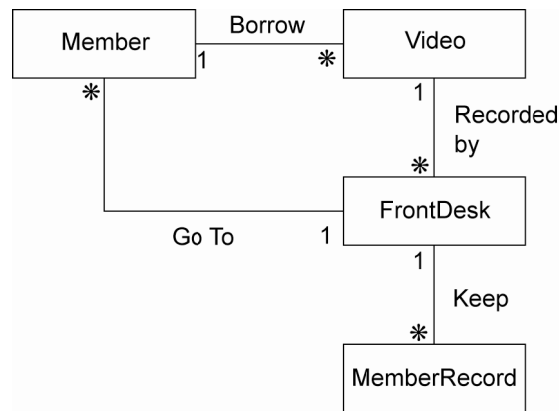 Member
Borrow
Video
1
*
*
1
Recorded
by
*
FrontDesk
Go To
1
1
Keep
*
MemberRecord